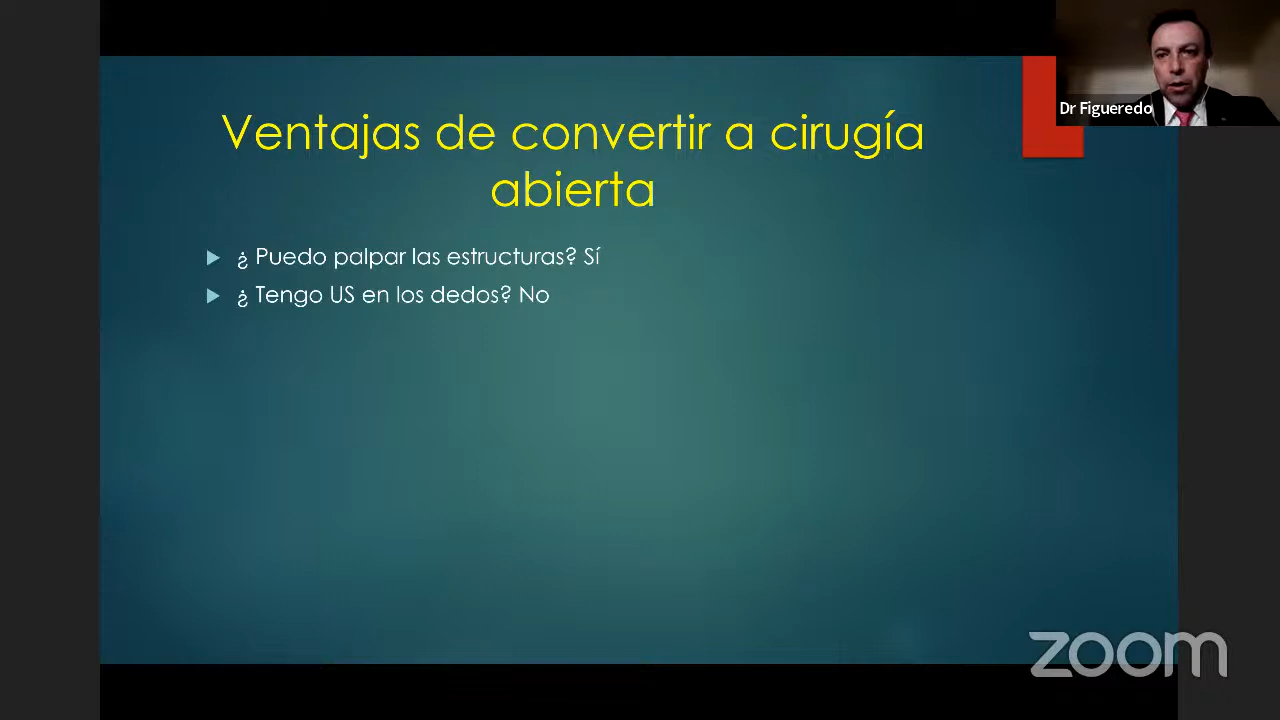 Dr Figueredo
Ventajas de convertir a cirugía
abierta
¿ Puedo palpar las estructuras? Sí
¿ Tengo US en los dedos? No
zoom